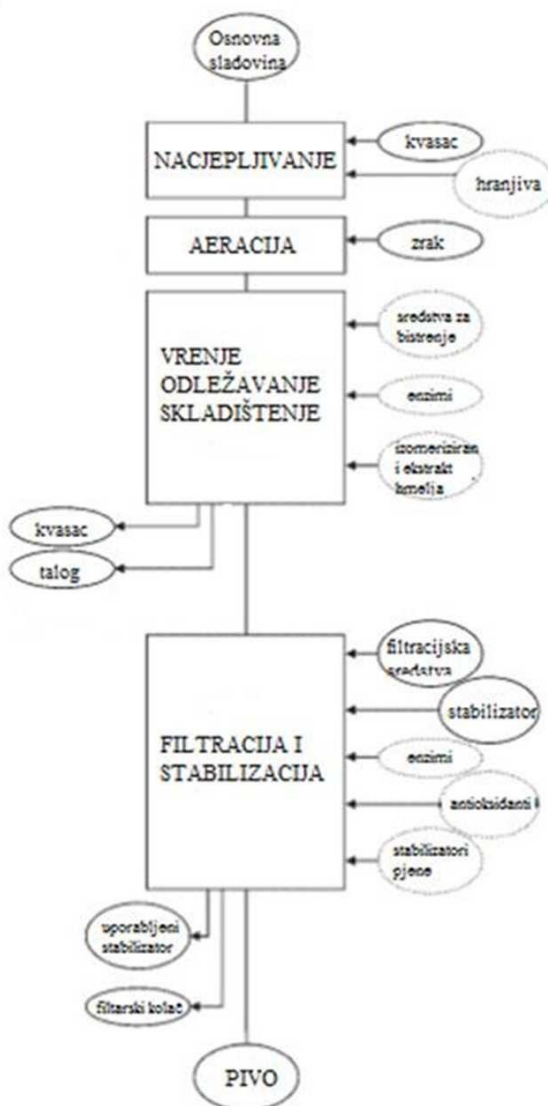 Osnovna
sladovina
NACJEPLJIVANJE
kvasac
hranjiva
AERACIJA
zrak
VRENJE
ODLEŽAVANJE
SKLADIŠTENJE
sredstva za
bistrenje
enzimi
izomeriziran
i ekstrakt
hmelja
kvasac
talog
FILTRACIJA I
STABILIZACIJA
filtracijska
sredstva
stabilizator
enzimi
antioksidanti
stabilizatori
pjene
uporabljeni
stabilizator
filtarski kolač
PIVO